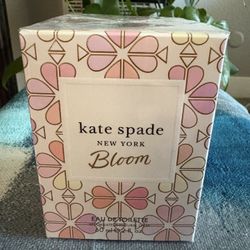 kate spade
NEW YORK
Bloom
EAU DE TOILETTE